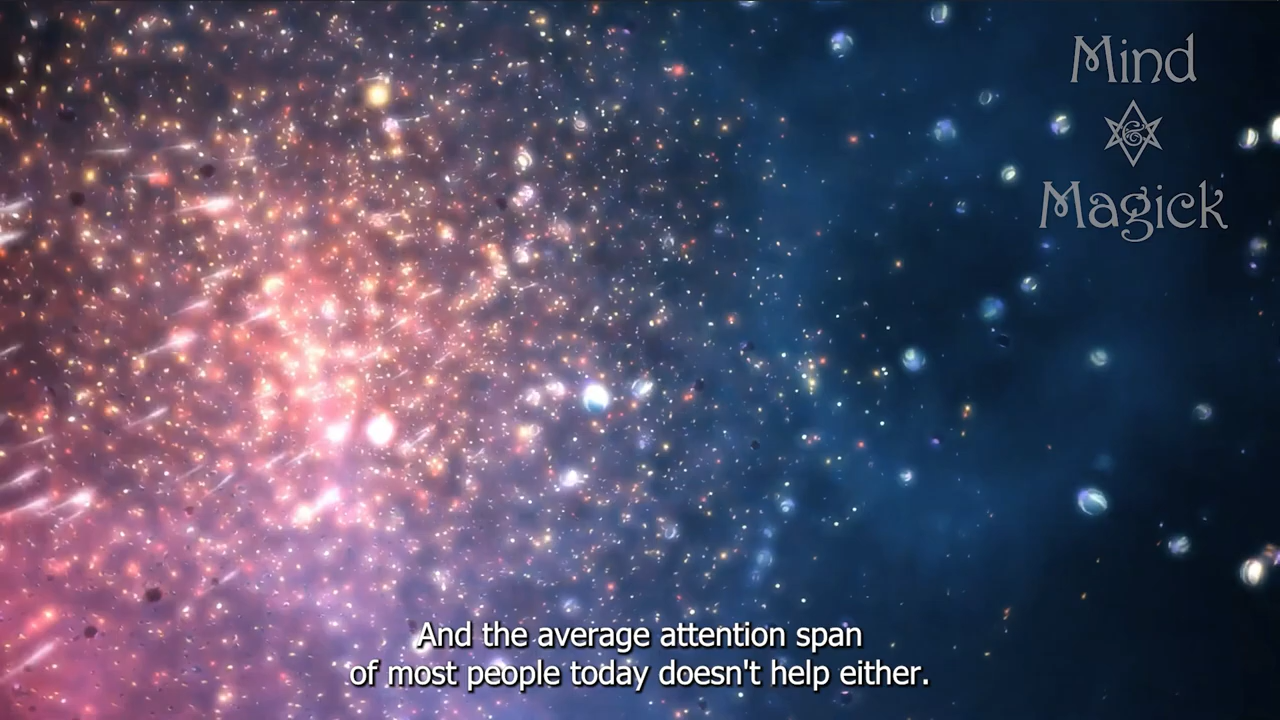 Mind
Magick
And the average attention span
of most people today doesn't help either.